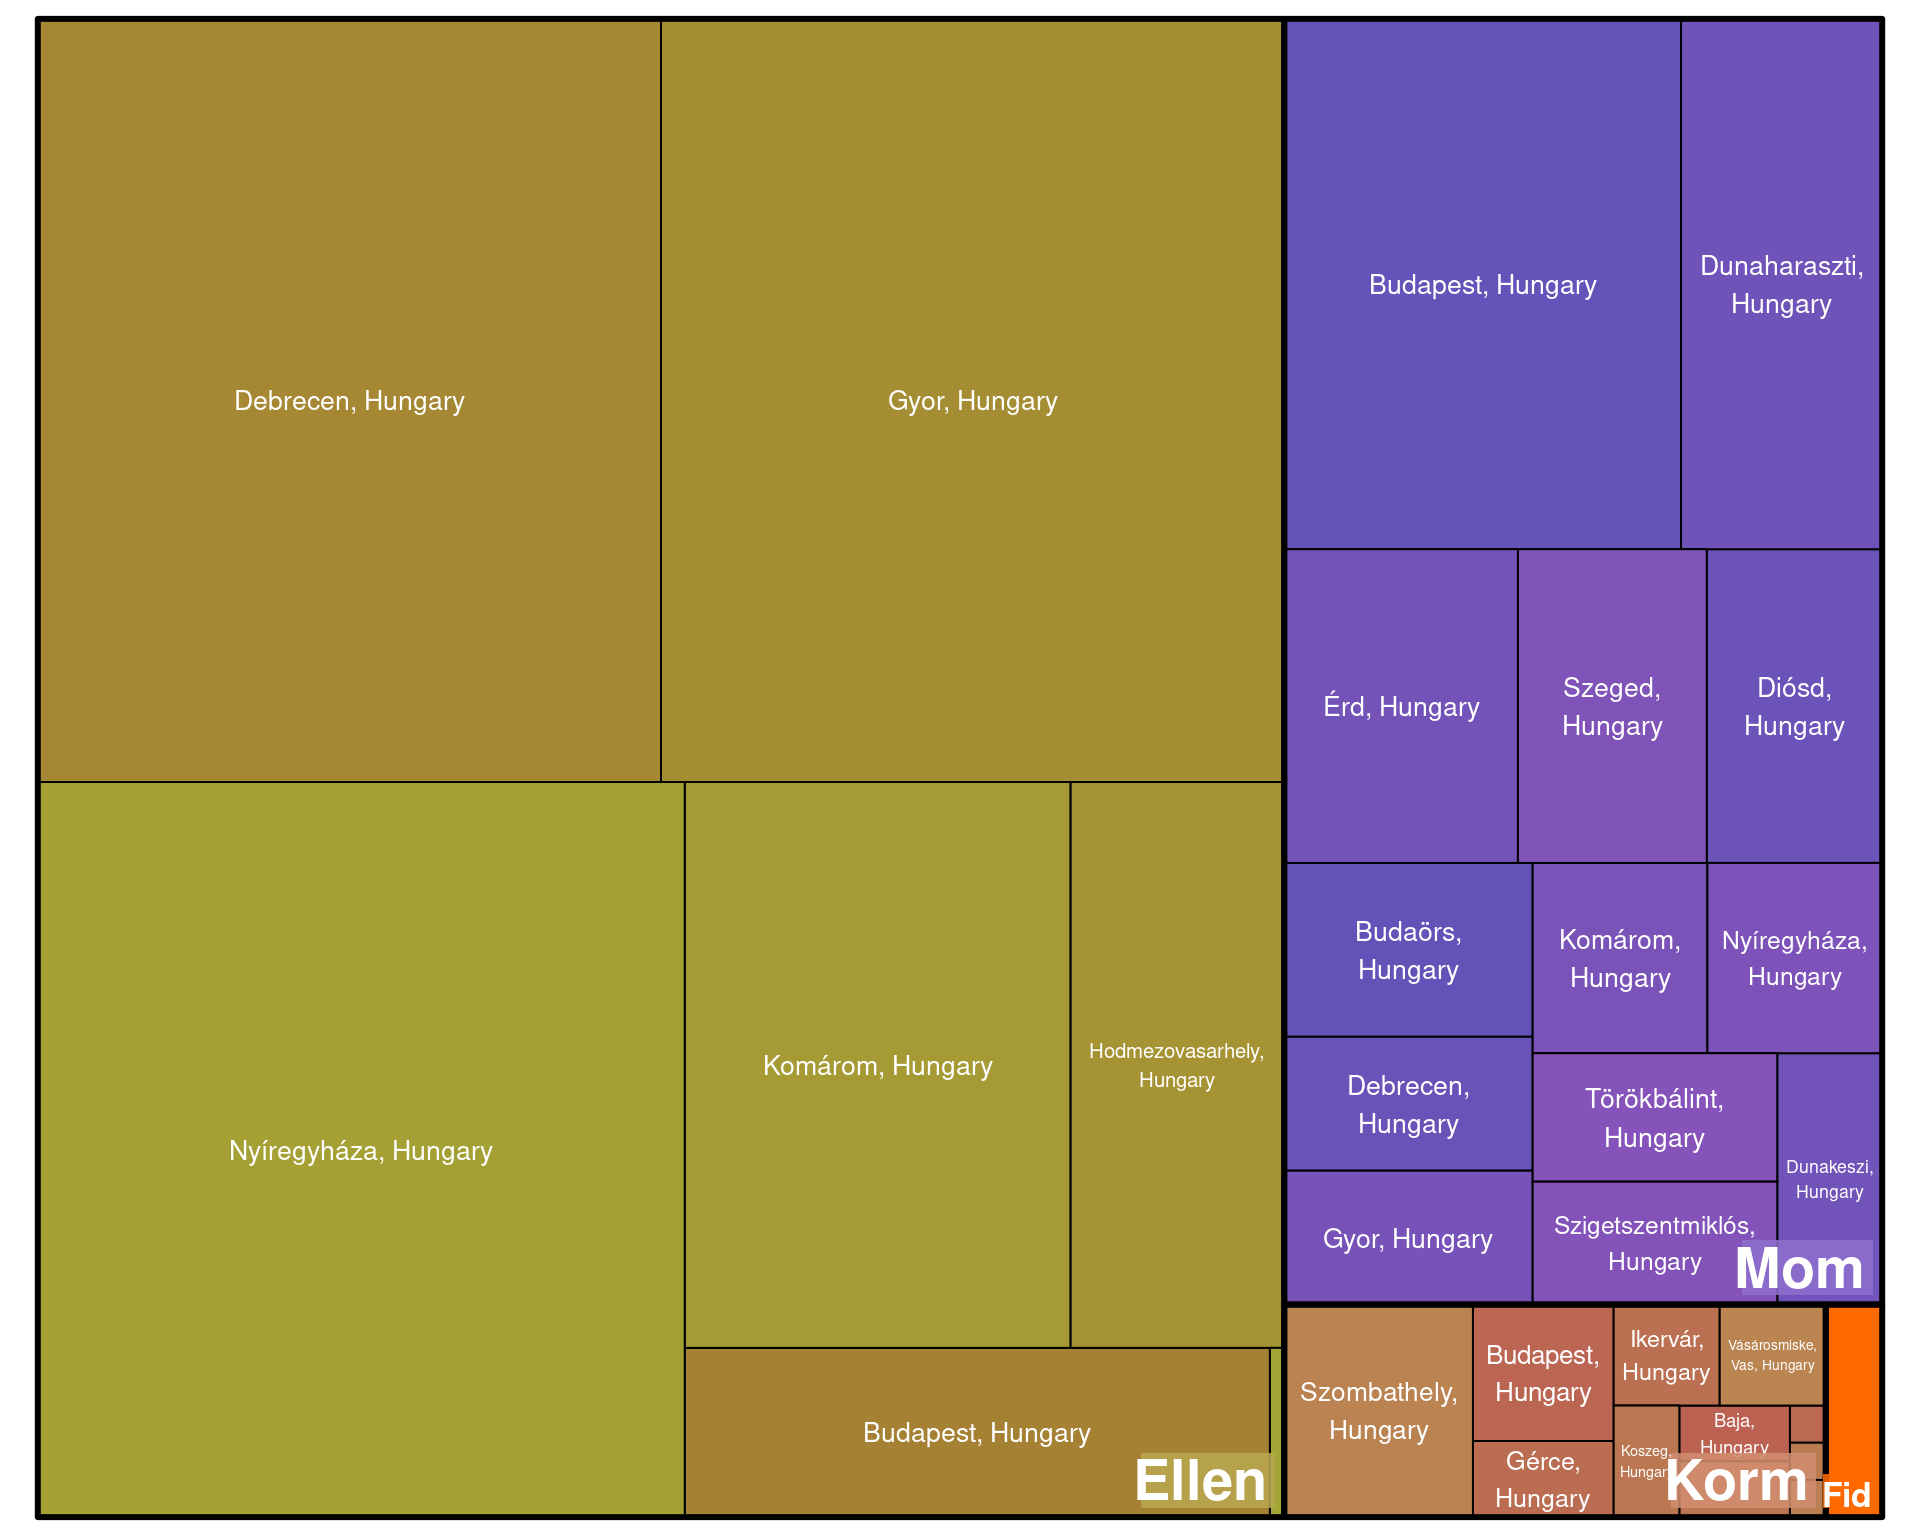 Debrecen, Hungary
Gyor, Hungary
Nyíregyháza, Hungary
Komárom, Hungary
Hodmezovasarhely,
Hungary
Budapest, Hungary
Ellen
Budapest, Hungary
Dunaharaszti,
Hungary
Érd, Hungary
Szeged,
Hungary
Diósd,
Hungary
Budaörs,
Hungary
Komárom,
Hungary
Nyíregyháza,
Hungary
Debrecen,
Hungary
Törökbálint,
Hungary
Dunakeszi,
Hungary
Gyor, Hungary
Szigetszentmiklós,
Hungary
Mom
Szombathely,
Hungary
Budapest,
Hungary
Gérce,
Hungary
Ikervár,
Hungary
Vásárosmiske,
Vas, Hungary
Koszeg,
Hungary
Baja,
Hungary
Korm
Fid